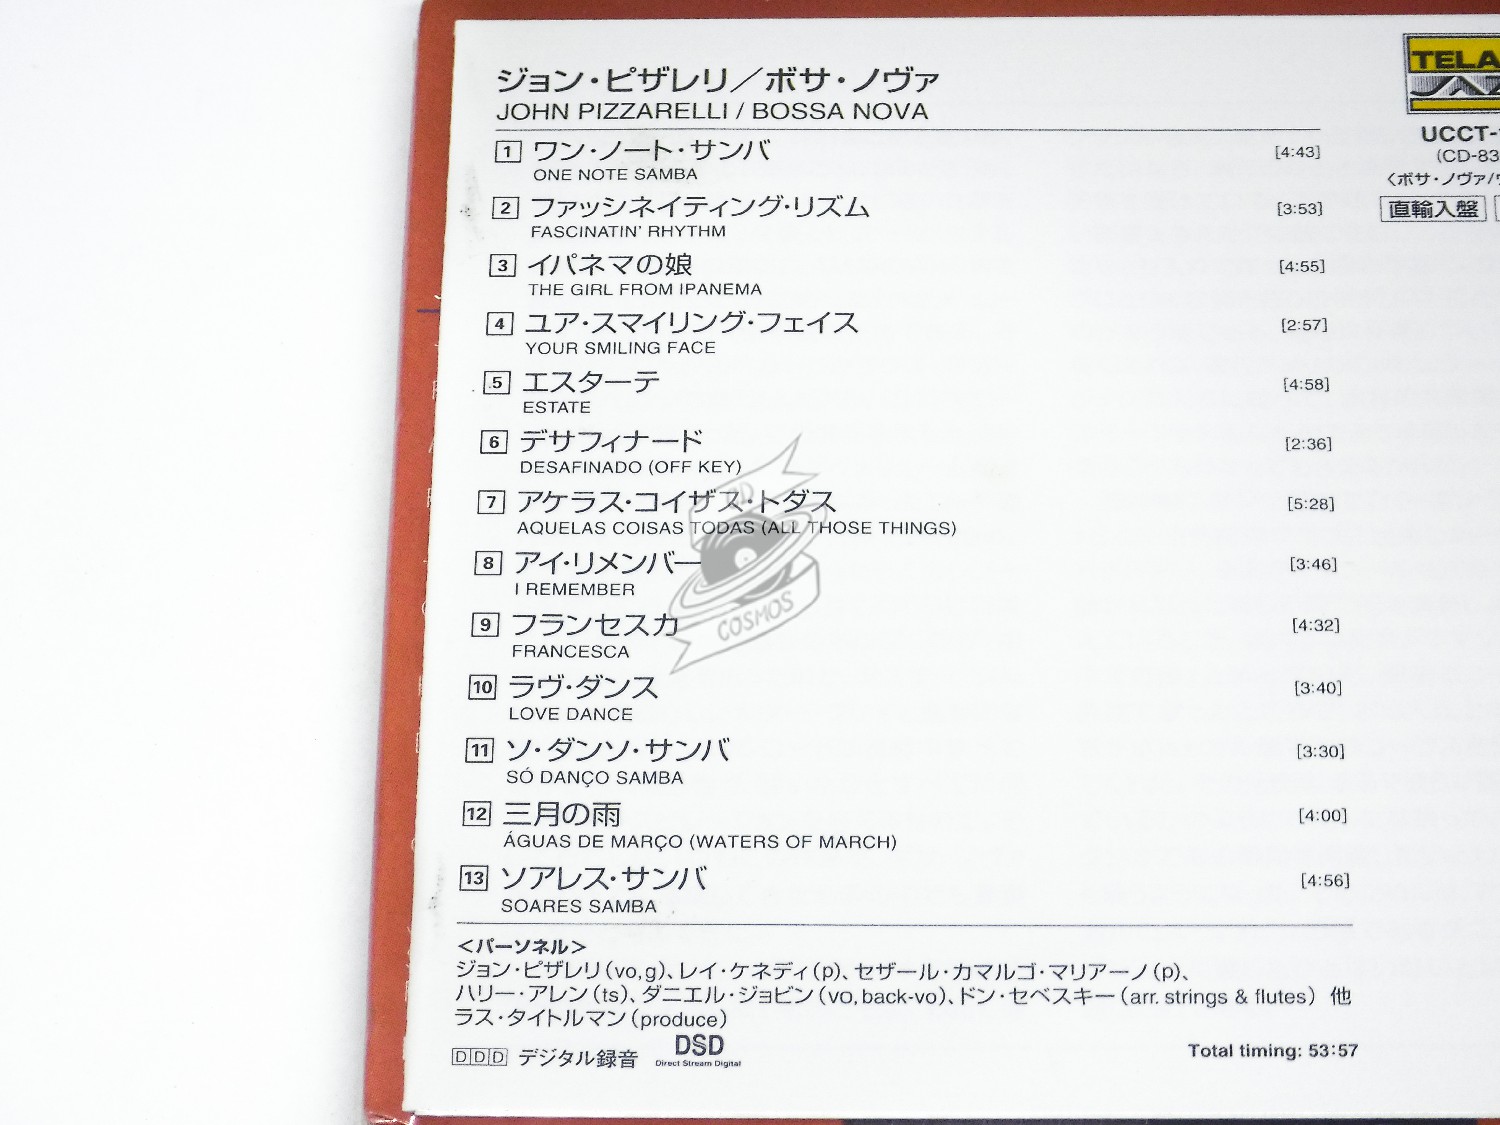 ジョン・ピザレリ／ボサ・ノヴァ
JOHN PIZZARELLI / BOSSA NOVA
1 ワン・ノート・サンバ [4:43]
ONE NOTE SAMBA
2 ファッシネイティング・リズム [3:53]
FASCINATIN' RHYTHM
3 イパネマの娘 [4:55]
THE GIRL FROM IPANEMA
4 ユア・スマイリング・フェイス [2:57]
YOUR SMILING FACE
5 エスターテ [4:58]
ESTATE
6 デサフィナード [2:36]
DESAFINADO (OFF KEY)
7 アケラス・コイザス・トダス [5:28]
AQUELAS COISAS TODAS (ALL THOSE THINGS)
8 アイ・リメンバー [3:46]
I REMEMBER
9 フランセスカ [4:32]
FRANCESCA
10 ラヴ・ダンス [3:40]
LOVE DANCE
11 ソ・ダンソ・サンバ [3:30]
SÓ DANÇO SAMBA
12 三月の雨 [4:00]
ÁGUAS DE MARÇO (WATERS OF MARCH)
13 ソアレス・サンバ [4:56]
SOARES SAMBA
＜パーソネル＞
ジョン・ピザレリ(vo,g)、レイ・ケネディ(p)、セザール・カマルゴ・マリアーノ(p)、
ハリー・アレン(ts)、ダニエル・ジョビン(vo,back-vo)、ドン・セベスキー(arr. strings & flutes) 他
ラス・タイトルマン(produce)
DDD デジタル録音 DSD
Direct Stream Digital
Total timing: 53:57
TELA
JAZ
UCCT-
(CD-83
＜ボサ・ノヴァ/
直輸入盤
CD
COSMOS